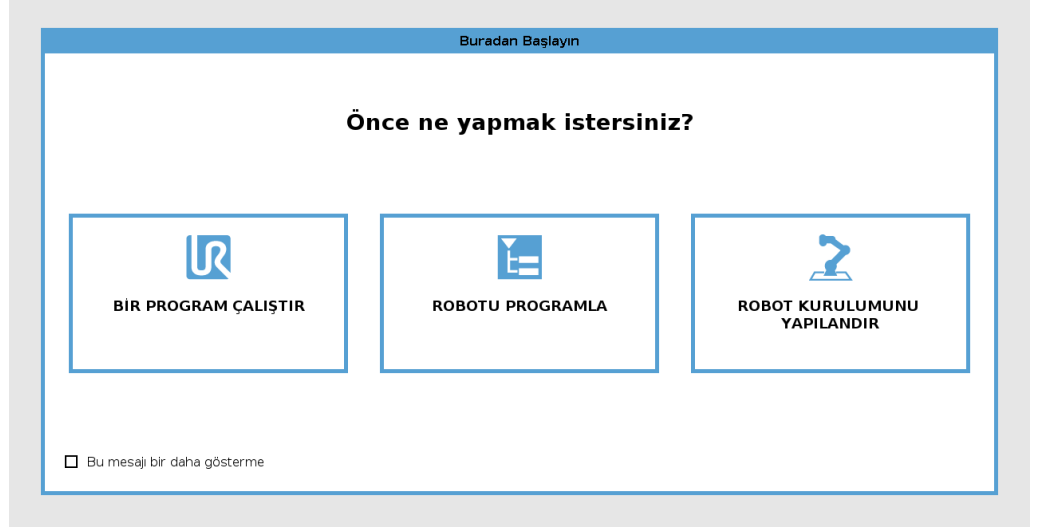 Buradan Başlayın
Önce ne yapmak istersiniz?
BİR PROGRAM ÇALIŞTIR
ROBOTU PROGRAMLA
ROBOT KURULUMUNU
YAPILANDIR
Bu mesajı bir daha gösterme